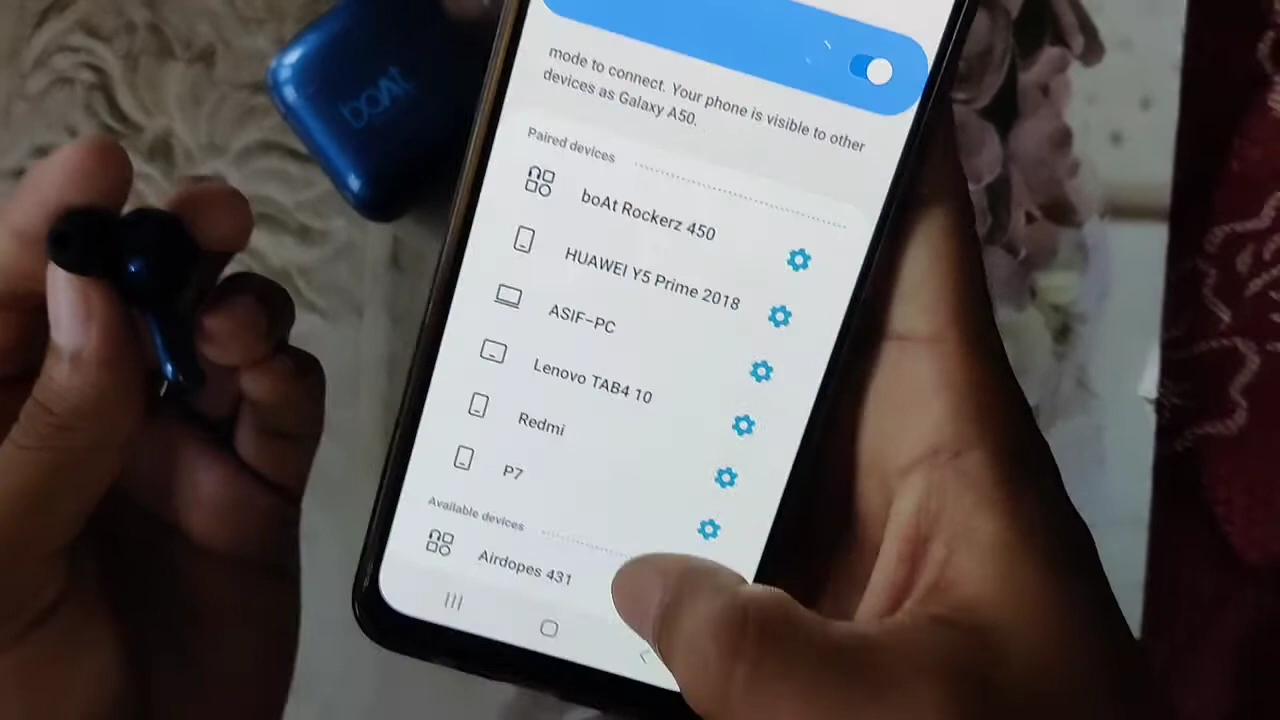 boAt
mode to connect. Your phone is visible to other
devices as Galaxy A50.
Paired devices
boAt Rockerz 450
HUAWEI Y5 Prime 2018
ASIF-PC
Lenovo TAB4 10
Redmi
P7
Available devices
Airdopes 431